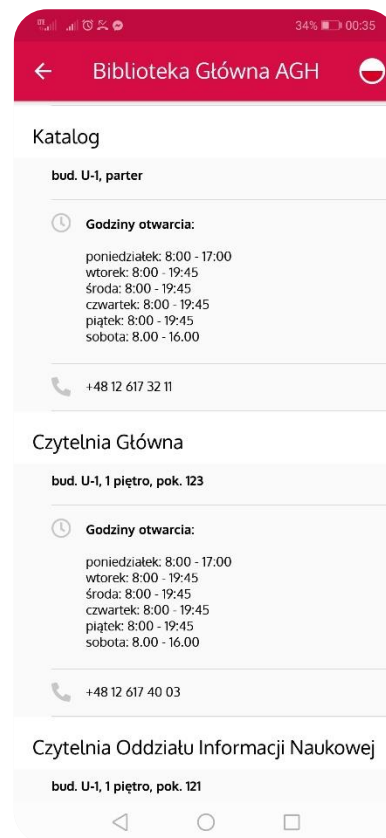 34% 00:35
Biblioteka Główna AGH
Katalog
bud. U-1, parter
Godziny otwarcia:
poniedziałek: 8:00 - 17:00
wtorek: 8:00 - 19:45
środa: 8:00 - 19:45
czwartek: 8:00 - 19:45
piątek: 8:00 - 19:45
sobota: 8.00 - 16.00
+48 12 617 32 11
Czytelnia Główna
bud. U-1, 1 piętro, pok. 123
Godziny otwarcia:
poniedziałek: 8:00 - 17:00
wtorek: 8:00 - 19:45
środa: 8:00 - 19:45
czwartek: 8:00 - 19:45
piątek: 8:00 - 19:45
sobota: 8.00 - 16.00
+48 12 617 40 03
Czytelnia Oddziału Informacji Naukowej
bud. U-1, 1 piętro, pok. 121